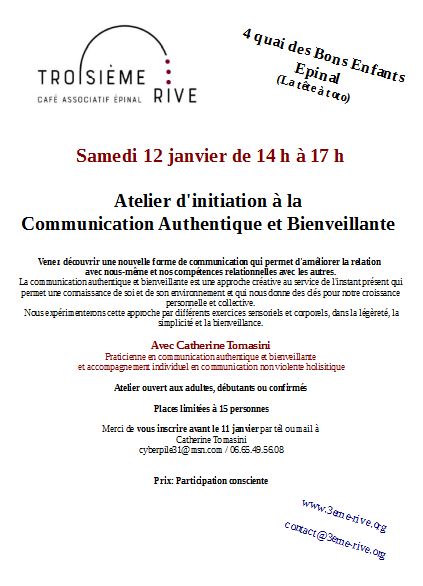 TROISIÈME
RIVE
CAFÉ ASSOCIATIF ÉPINAL
4 quai des Bons Enfants
Epinal
(La tête à toto)
Samedi 12 janvier de 14 h à 17 h
Atelier d'initiation à la
Communication Authentique et Bienveillante
Venez découvrir une nouvelle forme de communication qui permet d'améliorer la relation
avec nous-même et nos compétences relationnelles avec les autres.
La communication authentique et bienveillante est une approche créative au service de l'instant présent qui
permet une connaissance de soi et de son environnement et qui nous donne des clés pour notre croissance
personnelle et collective.
Nous expérimenterons cette approche par différents exercices sensoriels et corporels, dans la légèreté, la
simplicité et la bienveillance.
Avec Catherine Tomasini
Praticienne en communication authentique et bienveillante
et accompagnement individuel en communication non violente holisitique
Atelier ouvert aux adultes, débutants ou confirmés
Places limitées à 15 personnes
Merci de vous inscrire avant le 11 janvier par tél ou mail à
Catherine Tomasini
cyberpile31@msn.com / 06.65.49.56.08
Prix: Participation consciente
www.3eme-rive.org
contact@3eme-rive.org